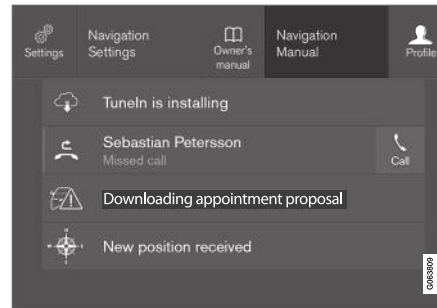 Settings
Navigation
Settings
Owner's
manual
Navigation
Manual
Profile
TuneIn is installing
Sebastian Petersson
Missed call
Call
Downloading appointment proposal
New position received
G063809